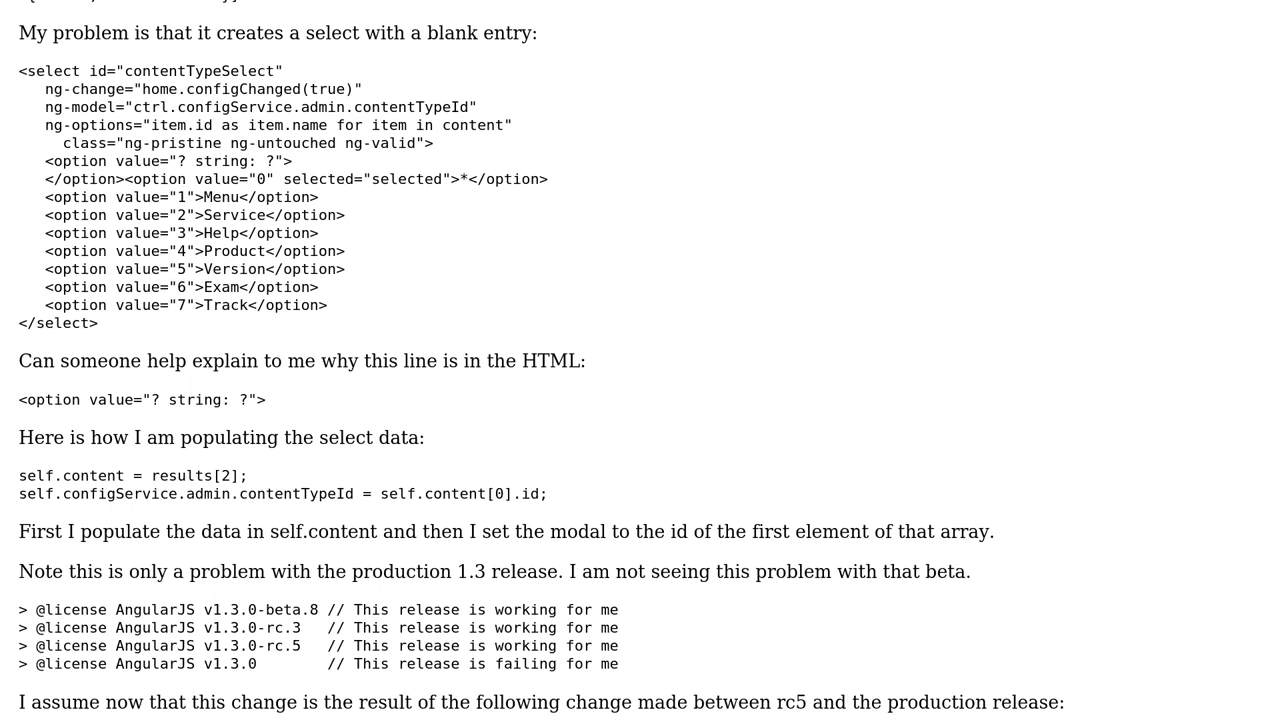 My problem is that it creates a select with a blank entry:
<select id="contentTypeSelect"
   ng-change="home.configChanged(true)"
   ng-model="ctrl.configService.admin.contentTypeId"
   ng-options="item.id as item.name for item in content"
     class="ng-pristine ng-untouched ng-valid">
   <option value="? string: ?">
   </option><option value="0" selected="selected">*</option>
   <option value="1">Menu</option>
   <option value="2">Service</option>
   <option value="3">Help</option>
   <option value="4">Product</option>
   <option value="5">Version</option>
   <option value="6">Exam</option>
   <option value="7">Track</option>
</select>
Can someone help explain to me why this line is in the HTML:
<option value="? string: ?">
Here is how I am populating the select data:
self.content = results[2];
self.configService.admin.contentTypeId = self.content[0].id;
First I populate the data in self.content and then I set the modal to the id of the first element of that array.
Note this is only a problem with the production 1.3 release. I am not seeing this problem with that beta.
> @license AngularJS v1.3.0-beta.8 // This release is working for me
> @license AngularJS v1.3.0-rc.3   // This release is working for me
> @license AngularJS v1.3.0-rc.5   // This release is working for me
> @license AngularJS v1.3.0        // This release is failing for me
I assume now that this change is the result of the following change made between rc5 and the production release: